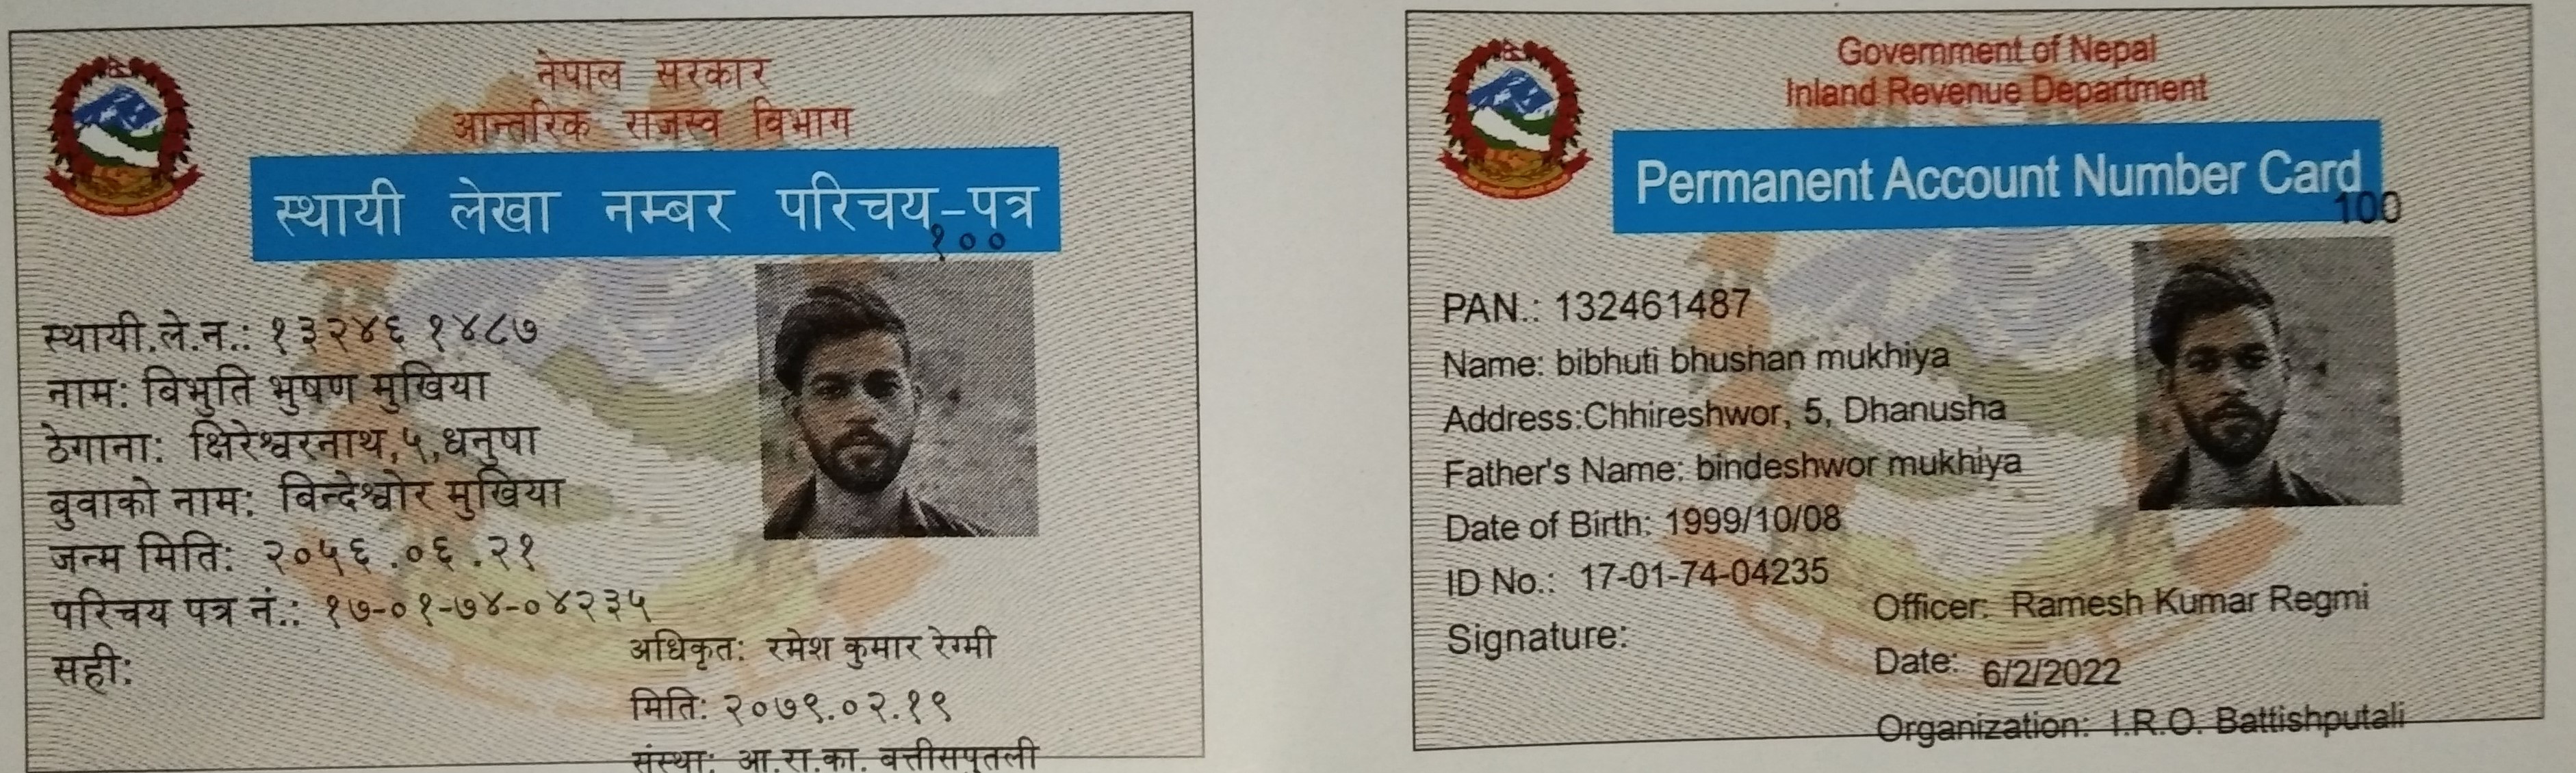 नेपाल सरकार
आन्तरिक राजस्व विभाग
स्थायी लेखा नम्बर परिचय-पत्र
१००
स्थायी.ले.न.: १३२४६१४८७
नाम: विभुति भुषण मुखिया
ठेगाना: क्षिरेश्वरनाथ,५,धनुषा
बुवाको नाम: विन्देश्वोर मुखिया
जन्म मिति: २०५६.०६.२१
परिचय पत्र नं.: १७-०१-७४-०४२३५
सही:
अधिकृत: रमेश कुमार रेग्मी
मिति: २०७९.०२.१९
संस्था: आ.रा.का. बत्तीसपुतली
Government of Nepal
Inland Revenue Department
Permanent Account Number Card
100
PAN.: 132461487
Name: bibhuti bhushan mukhiya
Address:Chhireshwor, 5, Dhanusha
Father's Name: bindeshwor mukhiya
Date of Birth: 1999/10/08
ID No.: 17-01-74-04235
Signature:
Officer: Ramesh Kumar Regmi
Date: 6/2/2022
Organization: I.R.O. Battishputali